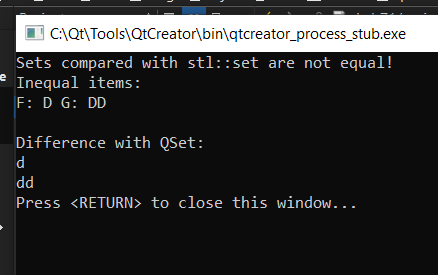 C:\Qt\Tools\QtCreator\bin\qtcreator_process_stub.exe
Sets compared with stl::set are not equal!
Inequal items:
F: D G: DD
Difference with QSet:
d
dd
Press <RETURN> to close this window...